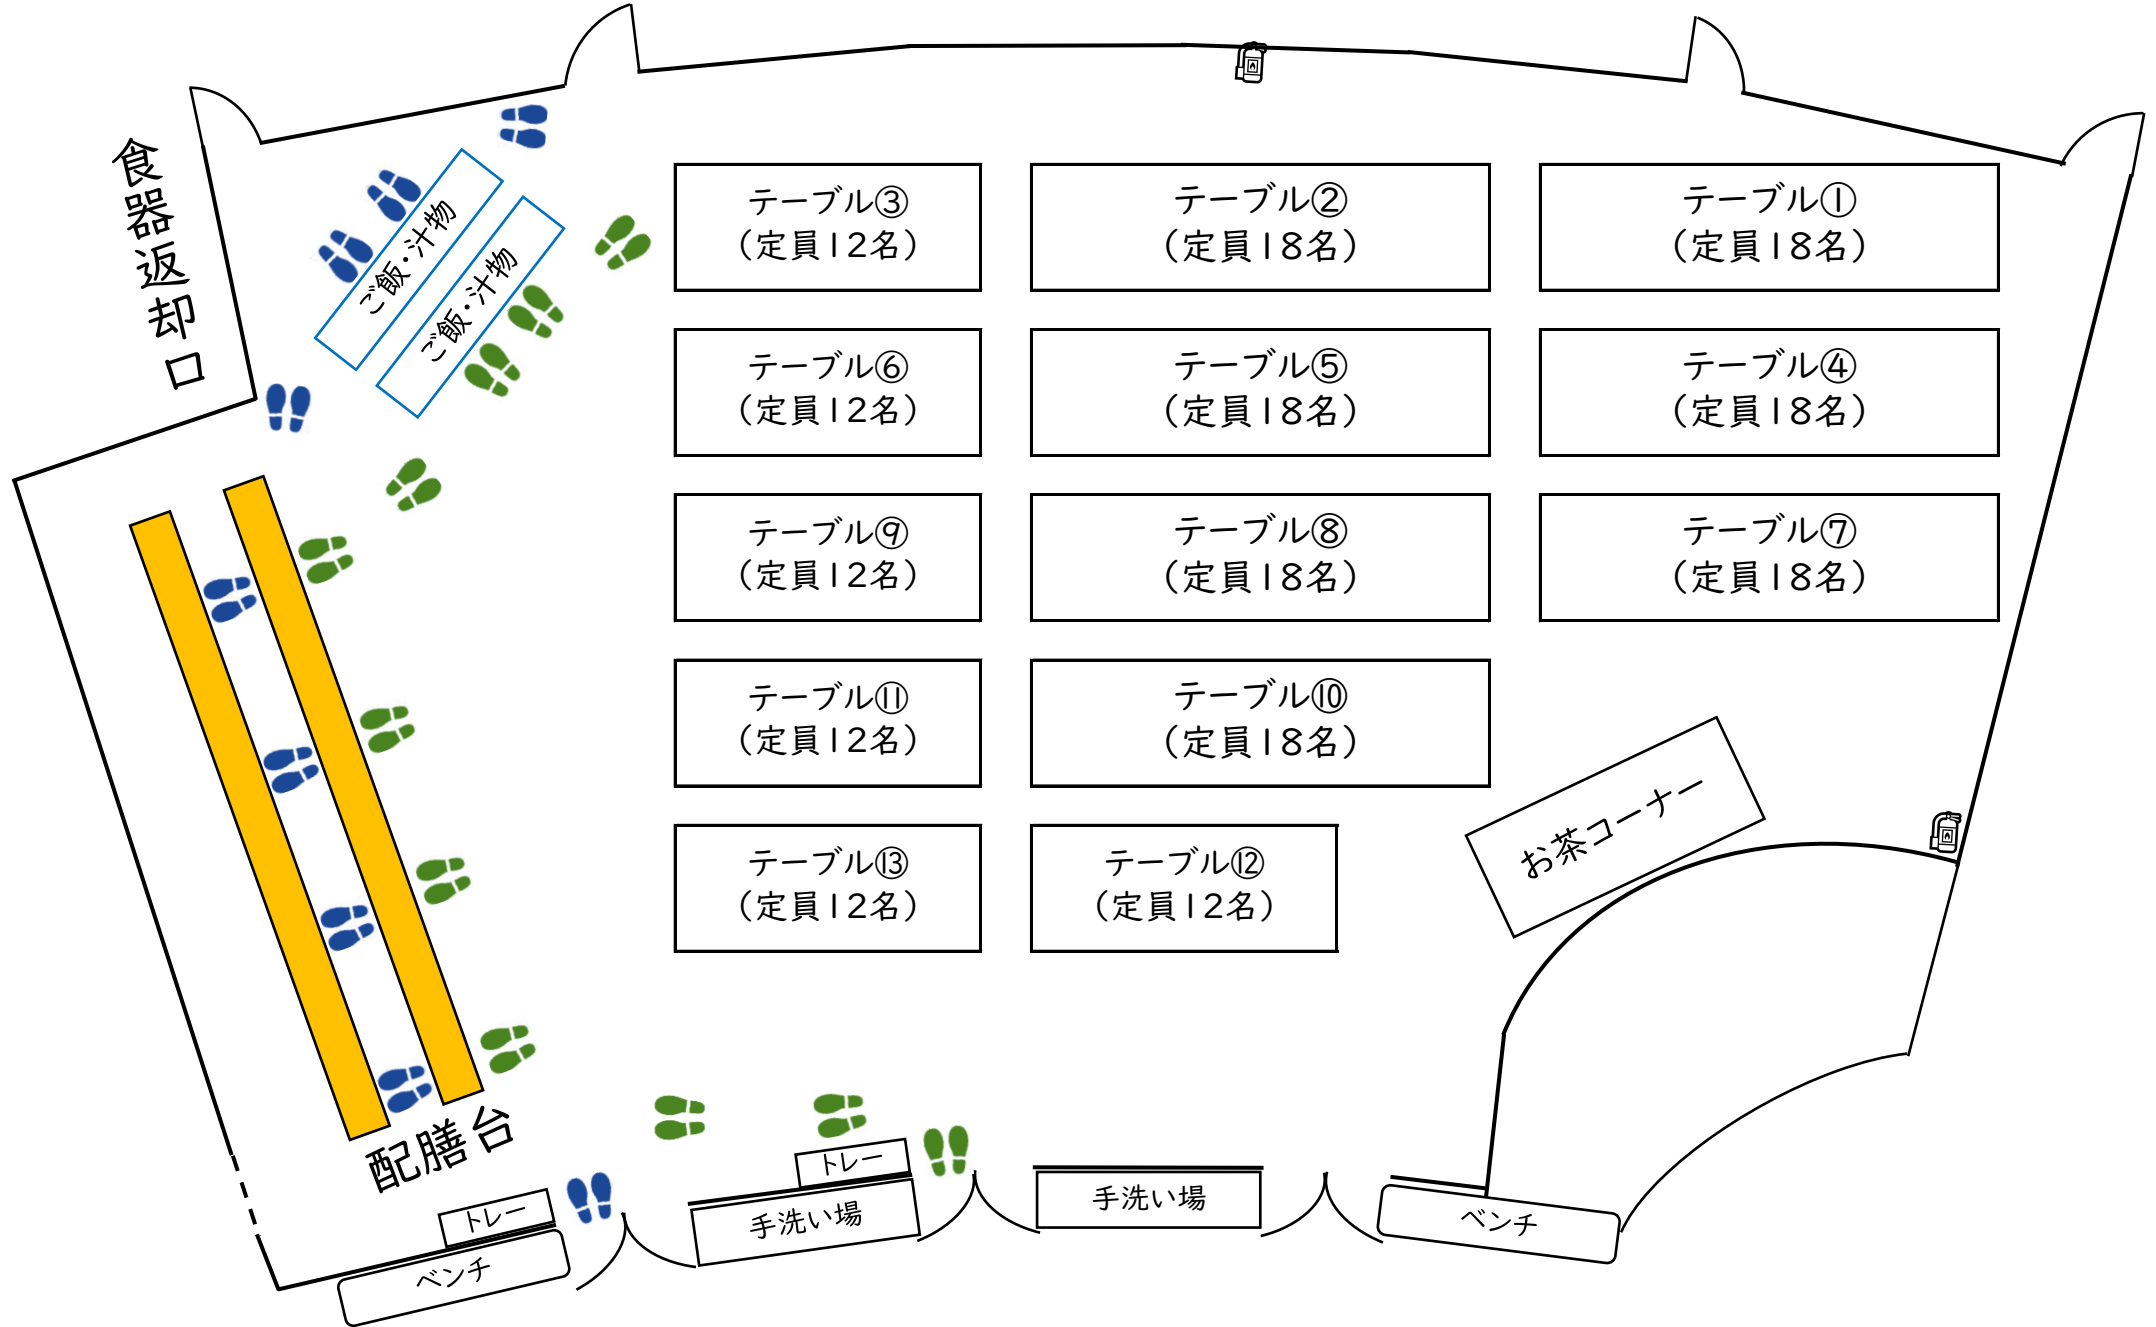 食器返却口
ご飯・汁物
ご飯・汁物
テーブル③
（定員12名）
テーブル②
（定員18名）
テーブル①
（定員18名）
テーブル⑥
（定員12名）
テーブル⑤
（定員18名）
テーブル④
（定員18名）
テーブル⑨
（定員12名）
テーブル⑧
（定員18名）
テーブル⑦
（定員18名）
テーブル⑪
（定員12名）
テーブル⑩
（定員18名）
テーブル⑬
（定員12名）
テーブル⑫
（定員12名）
お茶コーナー
配膳台
トレー
トレー
手洗い場
手洗い場
ベンチ
ベンチ